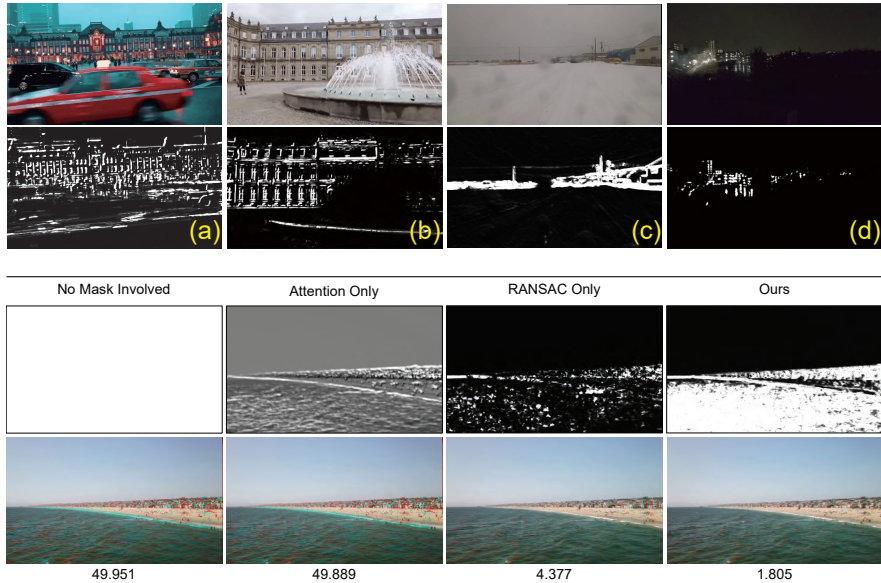 (a) (b) (c) (d)
No Mask Involved Attention Only RANSAC Only Ours
49.951 49.889 4.377 1.805